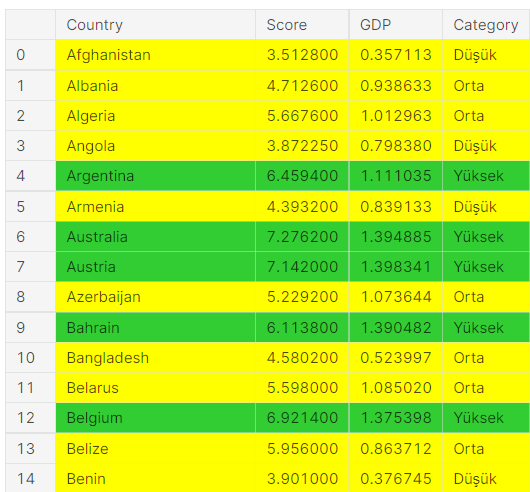 Country Score GDP Category
0 Afghanistan 3.512800 0.357113 Düşük
1 Albania 4.712600 0.938633 Orta
2 Algeria 5.667600 1.012963 Orta
3 Angola 3.872250 0.798380 Düşük
4 Argentina 6.459400 1.111035 Yüksek
5 Armenia 4.393200 0.839133 Düşük
6 Australia 7.276200 1.394885 Yüksek
7 Austria 7.142000 1.398341 Yüksek
8 Azerbaijan 5.229200 1.073644 Orta
9 Bahrain 6.113800 1.390482 Yüksek
10 Bangladesh 4.580200 0.523997 Orta
11 Belarus 5.598000 1.085020 Orta
12 Belgium 6.921400 1.375398 Yüksek
13 Belize 5.956000 0.863712 Orta
14 Benin 3.901000 0.376745 Düşük